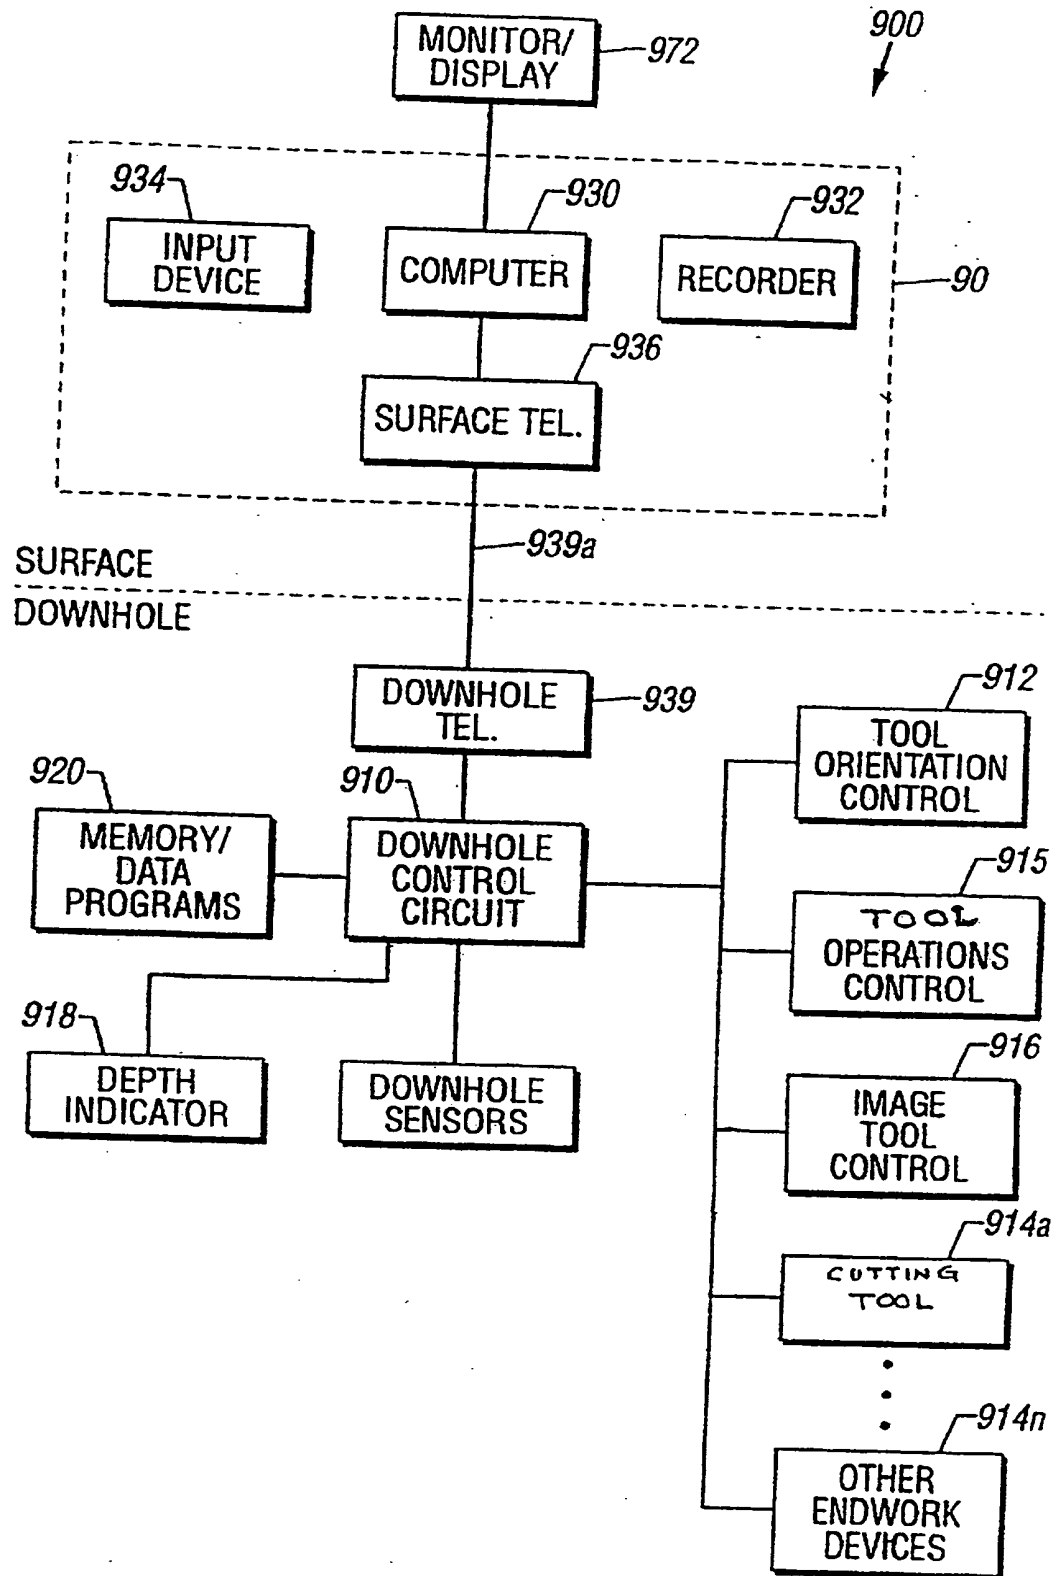 900
MONITOR/
DISPLAY
972
934
INPUT
DEVICE
930
COMPUTER
932
RECORDER
90
936
SURFACE TEL.
939a
SURFACE
DOWNHOLE
DOWNHOLE
TEL.
939
912
TOOL
ORIENTATION
CONTROL
920
MEMORY/
DATA
PROGRAMS
910
DOWNHOLE
CONTROL
CIRCUIT
915
TOOL
OPERATIONS
CONTROL
918
DEPTH
INDICATOR
DOWNHOLE
SENSORS
916
IMAGE
TOOL
CONTROL
914a
CUTTING
TOOL
914n
OTHER
ENDWORK
DEVICES